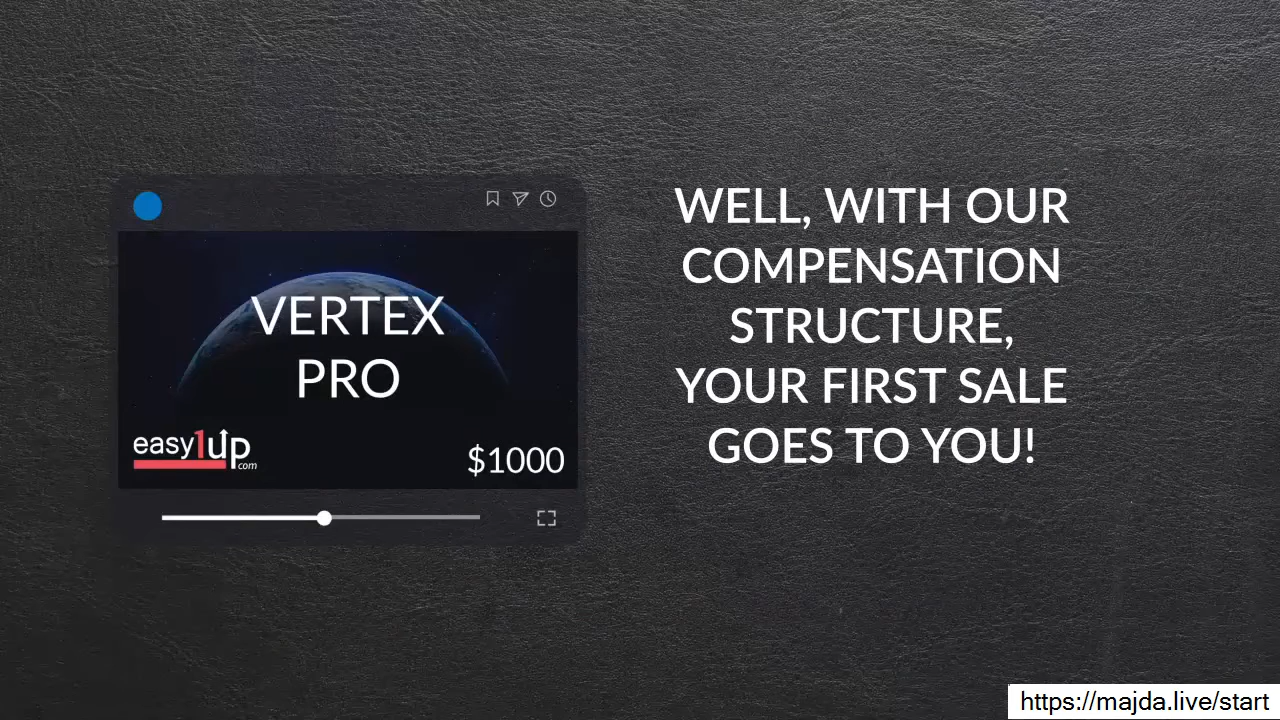 VERTEX
PRO
easy1up
.com
$1000
WELL, WITH OUR
COMPENSATION
STRUCTURE,
YOUR FIRST SALE
GOES TO YOU!
https://majda.live/start